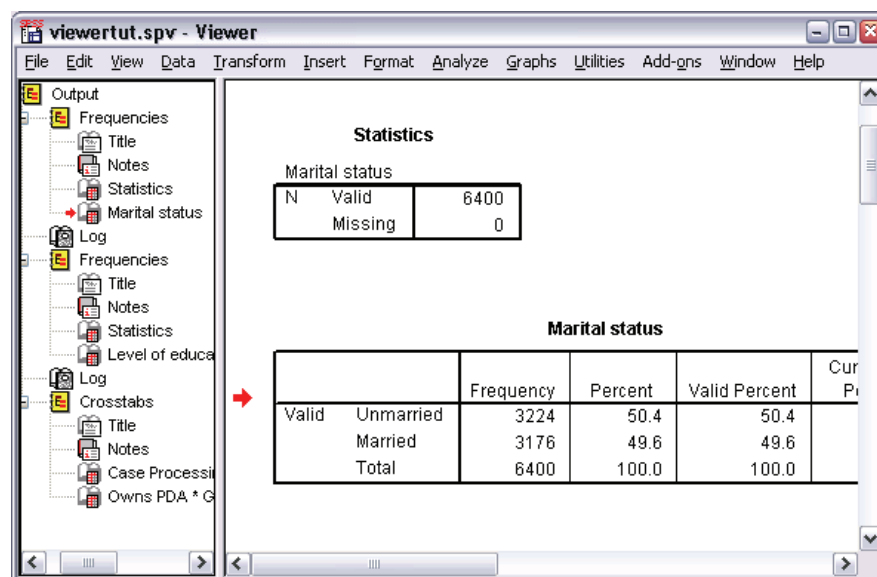 viewertut.spv - Viewer
File Edit View Data Transform Insert Format Analyze Graphs Utilities Add-ons Window Help
Output
Frequencies
Title
Notes
Statistics
Marital status
Log
Frequencies
Title
Notes
Statistics
Level of educa
Log
Crosstabs
Title
Notes
Case Processi
Owns PDA * G
Statistics
Marital status
N Valid 6400
Missing 0
Marital status
Cur
Frequency Percent Valid Percent P
Valid Unmarried 3224 50.4 50.4
Married 3176 49.6 49.6
Total 6400 100.0 100.0